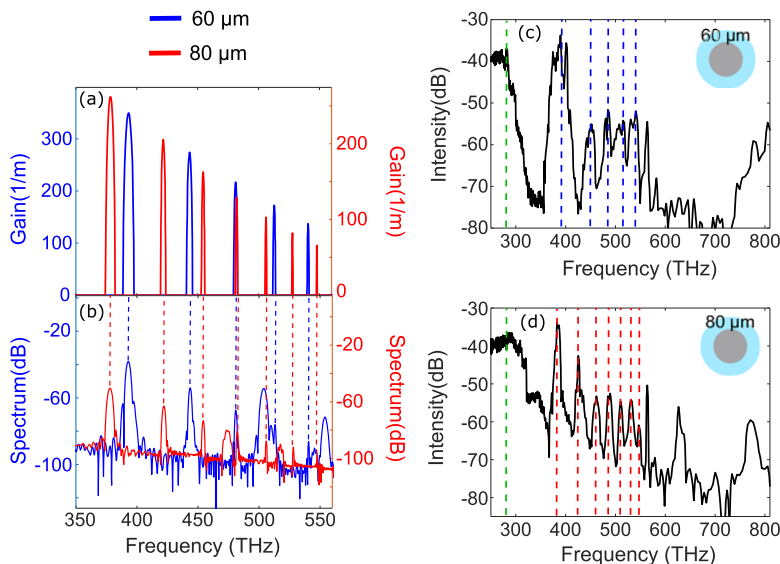 60 μm
80 μm
(a)
300
200
100
0
Gain(1/m)
200
100
0
Gain(1/m)
(b)
-20
-60
-100
Spectrum(dB)
-20
-40
-80
Spectrum(dB)
350 400 450 500 550
Frequency (THz)
(c)
60 μm
-30
-40
-50
-60
-70
-80
Intensity(dB)
300 400 500 600 700 800
Frequency (THz)
(d)
80 μm
-30
-40
-50
-60
-70
-80
Intensity(dB)
300 400 500 600 700 800
Frequency (THz)